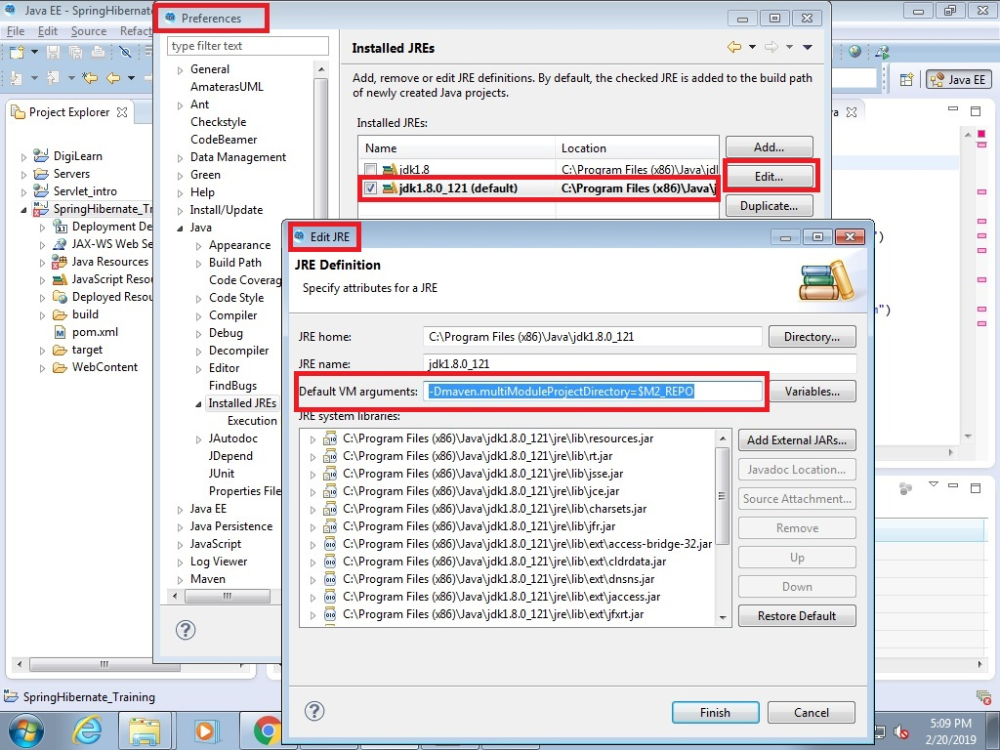 Java EE - SpringHibernate
Preferences
File Edit Source Refact
type filter text
Installed JREs
Add, remove or edit JRE definitions. By default, the checked JRE is added to the build path
of newly created Java projects.
Java EE
Project Explorer
General
AmaterasUML
Ant
Checkstyle
CodeBeamer
Data Management
Green
Help
Install/Update
Java
Appearance
Build Path
Code Coverag
Code Style
Compiler
Debug
Decompiler
Editor
FindBugs
Installed JREs
Execution
JAutodoc
JDepend
JUnit
Properties File
Java EE
Java Persistence
JavaScript
Log Viewer
Maven
Installed JREs:
Name Location
jdk1.8 C:\Program Files (x86)\Java\jd
jdk1.8.0_121 (default) C:\Program Files (x86)\Java\j
Add...
Edit...
Duplicate...
DigiLearn
Servers
Servlet_intro
SpringHibernate_Tr
Deployment De
JAX-WS Web Se
Java Resources
JavaScript Reso
Deployed Resou
build
pom.xml
target
WebContent
Edit JRE
JRE Definition
Specify attributes for a JRE
JRE home: C:\Program Files (x86)\Java\jdk1.8.0_121 Directory...
JRE name: jdk1.8.0_121
Default VM arguments: -Dmaven.multiModuleProjectDirectory=$M2_REPO Variables...
JRE system libraries:
C:\Program Files (x86)\Java\jdk1.8.0_121\jre\lib\resources.jar
C:\Program Files (x86)\Java\jdk1.8.0_121\jre\lib\rt.jar
C:\Program Files (x86)\Java\jdk1.8.0_121\jre\lib\jsse.jar
C:\Program Files (x86)\Java\jdk1.8.0_121\jre\lib\jce.jar
C:\Program Files (x86)\Java\jdk1.8.0_121\jre\lib\charsets.jar
C:\Program Files (x86)\Java\jdk1.8.0_121\jre\lib\jfr.jar
C:\Program Files (x86)\Java\jdk1.8.0_121\jre\lib\ext\access-bridge-32.jar
C:\Program Files (x86)\Java\jdk1.8.0_121\jre\lib\ext\cldrdata.jar
C:\Program Files (x86)\Java\jdk1.8.0_121\jre\lib\ext\dnsns.jar
C:\Program Files (x86)\Java\jdk1.8.0_121\jre\lib\ext\jaccess.jar
C:\Program Files (x86)\Java\jdk1.8.0_121\jre\lib\ext\jfxrt.jar
Add External JARs...
Javadoc Location...
Source Attachment...
Remove
Up
Down
Restore Default
Finish
Cancel
SpringHibernate_Training
5:09 PM
2/20/2019